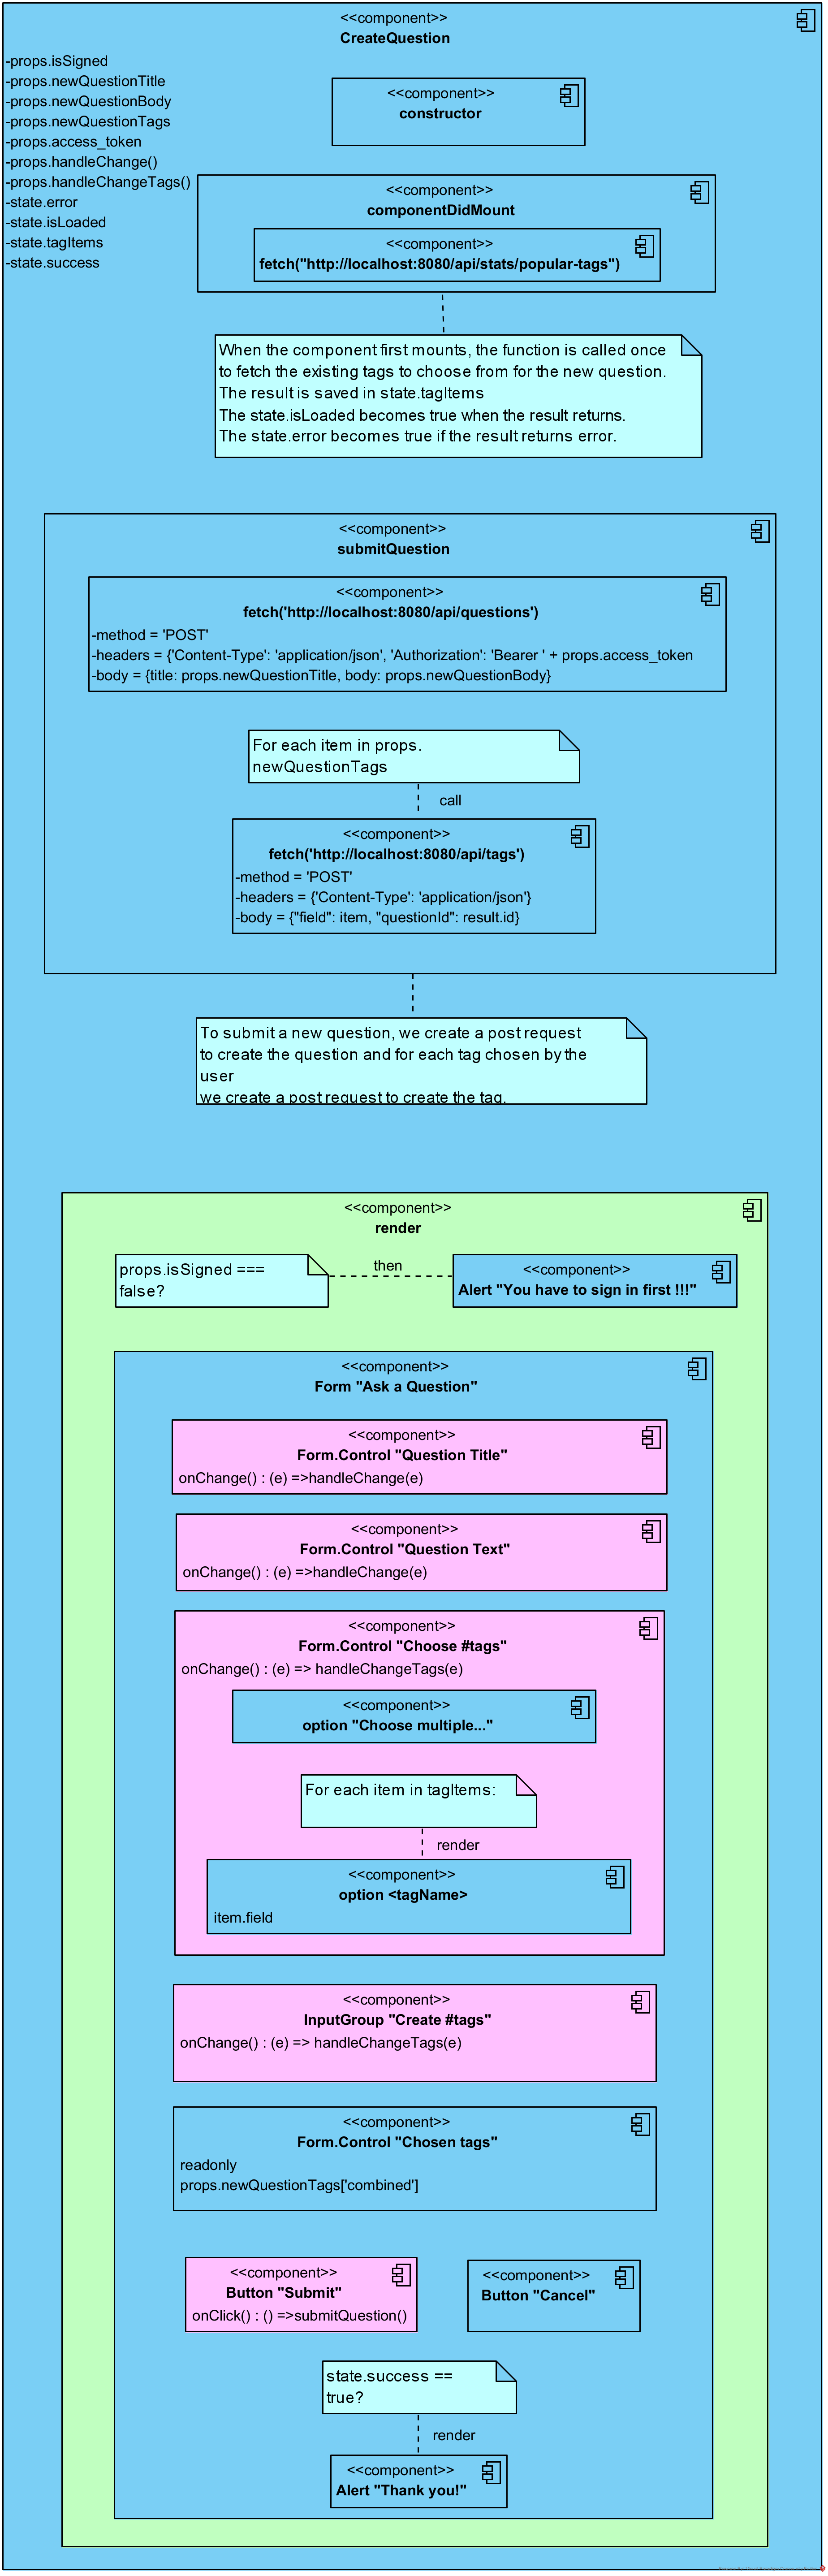 <<component>>
CreateQuestion
-props.isSigned
-props.newQuestionTitle
-props.newQuestionBody
-props.newQuestionTags
-props.access_token
-props.handleChange()
-props.handleChangeTags()
-state.error
-state.isLoaded
-state.tagItems
-state.success
<<component>>
constructor
<<component>>
componentDidMount
<<component>>
fetch("http://localhost:8080/api/stats/popular-tags")
When the component first mounts, the function is called once
to fetch the existing tags to choose from for the new question.
The result is saved in state.tagItems
The state.isLoaded becomes true when the result returns.
The state.error becomes true if the result returns error.
<<component>>
submitQuestion
<<component>>
fetch('http://localhost:8080/api/questions')
-method = 'POST'
-headers = {'Content-Type': 'application/json', 'Authorization': 'Bearer ' + props.access_token
-body = {title: props.newQuestionTitle, body: props.newQuestionBody}
For each item in props.
newQuestionTags
call
<<component>>
fetch('http://localhost:8080/api/tags')
-method = 'POST'
-headers = {'Content-Type': 'application/json'}
-body = {"field": item, "questionId": result.id}
To submit a new question, we create a post request
to create the question and for each tag chosen by the
user
we create a post request to create the tag.
<<component>>
render
props.isSigned ===
false?
then
<<component>>
Alert "You have to sign in first !!!"
<<component>>
Form "Ask a Question"
<<component>>
Form.Control "Question Title"
onChange() : (e) =>handleChange(e)
<<component>>
Form.Control "Question Text"
onChange() : (e) =>handleChange(e)
<<component>>
Form.Control "Choose #tags"
onChange() : (e) => handleChangeTags(e)
<<component>>
option "Choose multiple..."
For each item in tagItems:
render
<<component>>
option <tagName>
item.field
<<component>>
InputGroup "Create #tags"
onChange() : (e) => handleChangeTags(e)
<<component>>
Form.Control "Chosen tags"
readonly
props.newQuestionTags['combined']
<<component>>
Button "Submit"
onClick() : () =>submitQuestion()
<<component>>
Button "Cancel"
state.success ==
true?
render
<<component>>
Alert "Thank you!"